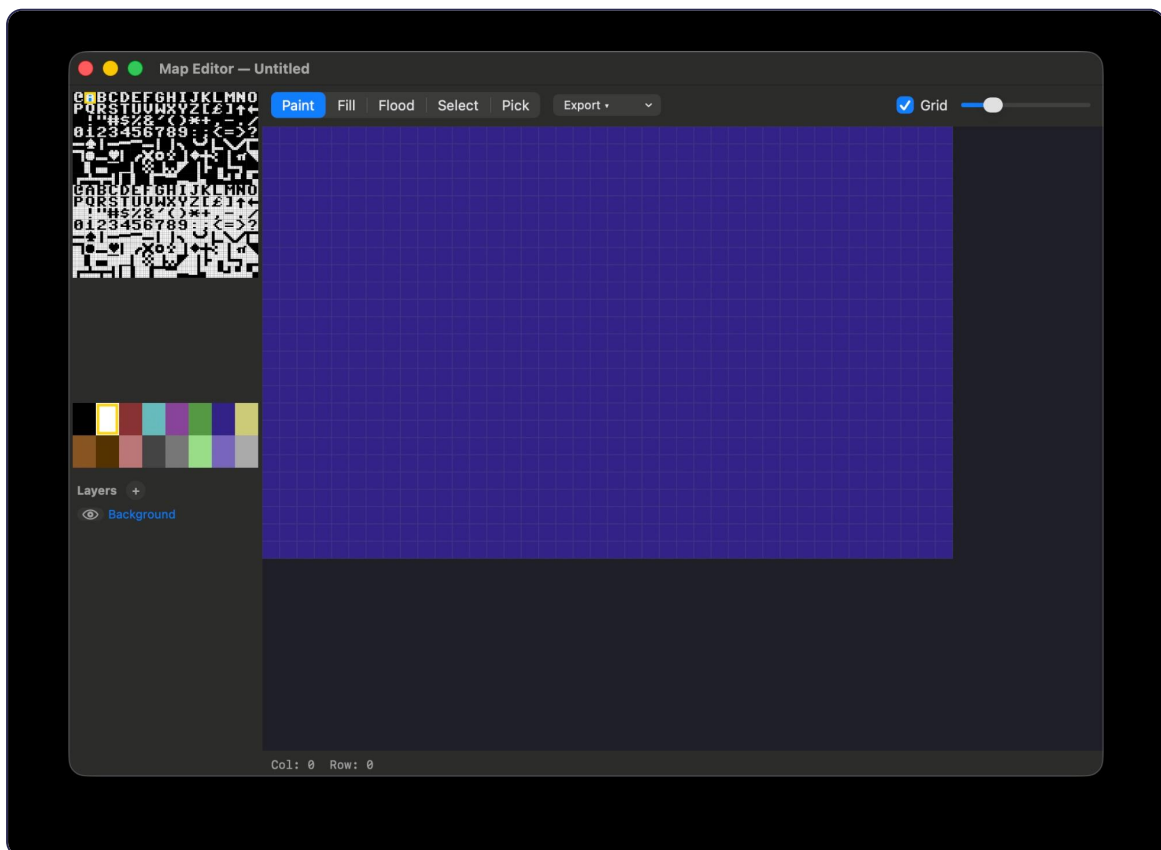 Map Editor — Untitled
Paint Fill Flood Select Pick Export ▾ Grid
@ABCDEFGHIJKLMNO
PQRSTUVWXYZ[£]↑←
!"#$%&'()*+,-./
0123456789:;<=>?
@ABCDEFGHIJKLMNO
PQRSTUVWXYZ[£]↑←
!"#$%&'()*+,-./
0123456789:;<=>?
Layers +
Background
Col: 0 Row: 0